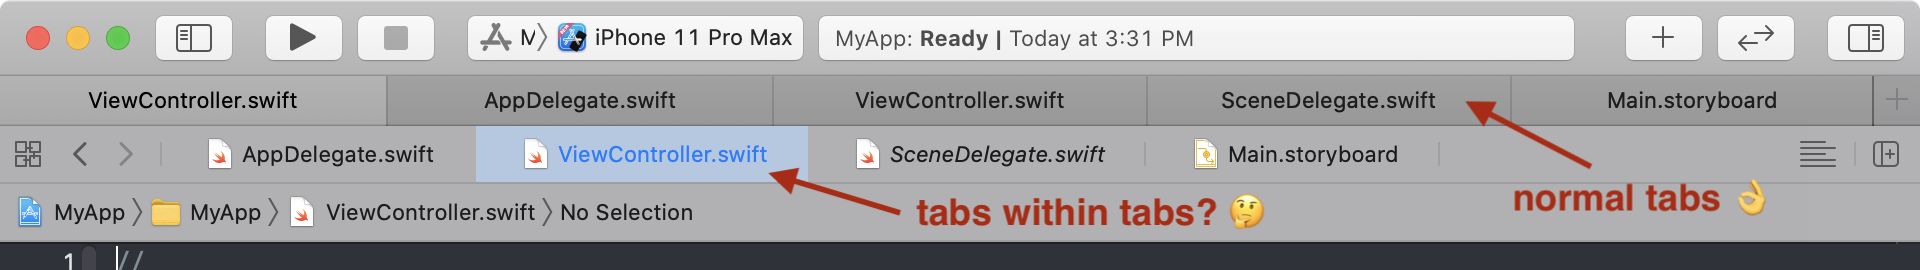 M iPhone 11 Pro Max MyApp: Ready | Today at 3:31 PM
ViewController.swift AppDelegate.swift ViewController.swift SceneDelegate.swift Main.storyboard
AppDelegate.swift ViewController.swift SceneDelegate.swift Main.storyboard
MyApp MyApp ViewController.swift No Selection
tabs within tabs? 🤔
normal tabs 👌
1 //